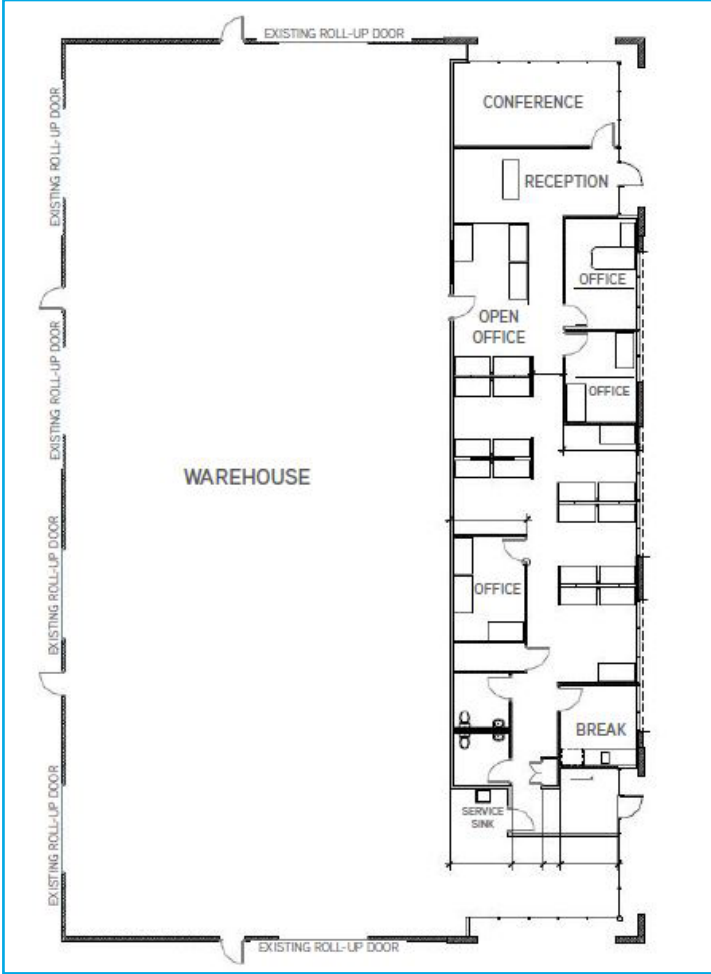 EXISTING ROLL-UP DOOR
CONFERENCE
EXISTING ROLL-UP DOOR
RECEPTION
OFFICE
OPEN
OFFICE
EXISTING ROLL-UP DOOR
OFFICE
WAREHOUSE
EXISTING ROLL-UP DOOR
OFFICE
BREAK
EXISTING ROLL-UP DOOR
SERVICE
SINK
EXISTING ROLL-UP DOOR